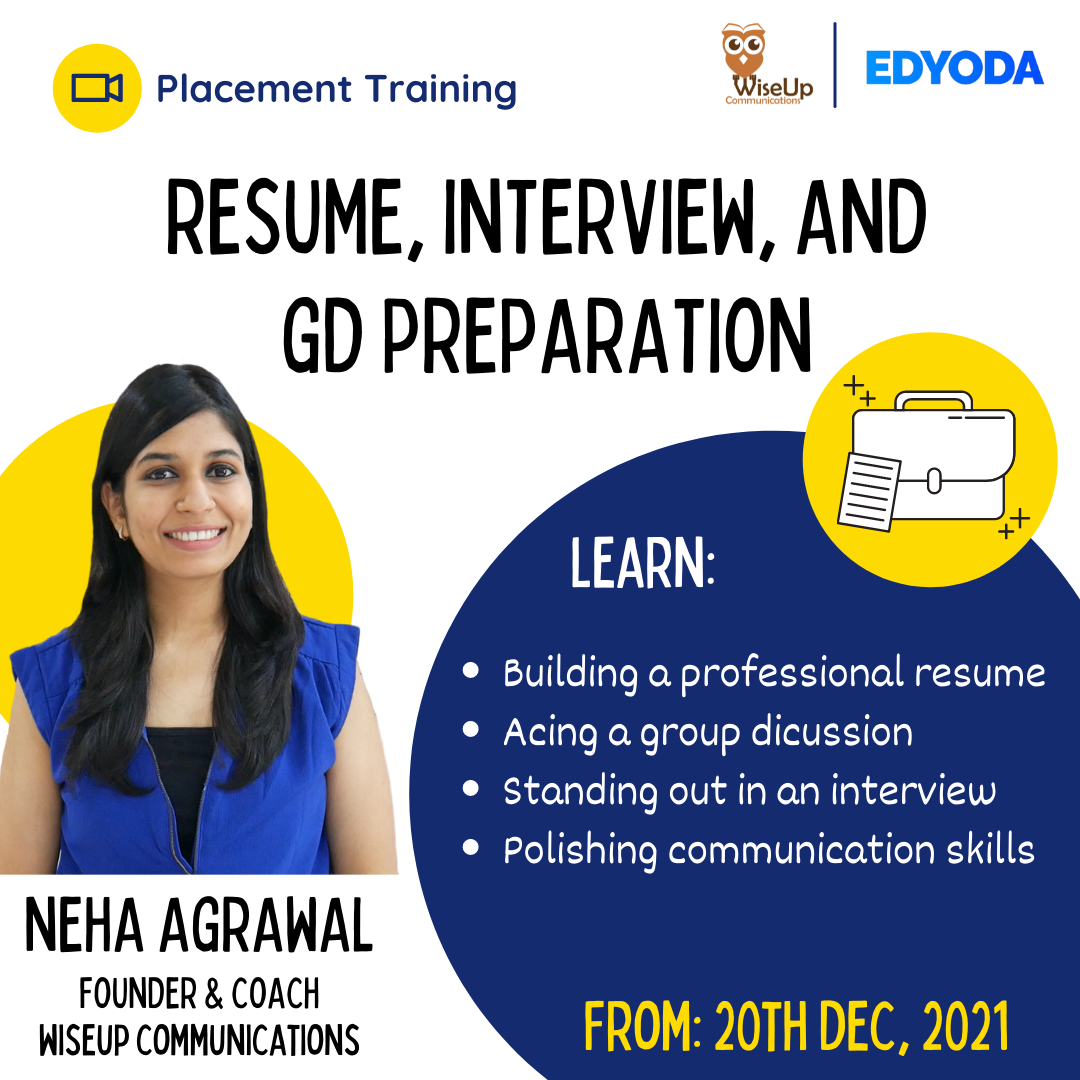 Placement Training
WiseUp
Communications
EDYODA
RESUME, INTERVIEW, AND
GD PREPARATION
LEARN:
• Building a professional resume
• Acing a group dicussion
• Standing out in an interview
• Polishing communication skills
NEHA AGRAWAL
FOUNDER & COACH
WISEUP COMMUNICATIONS
FROM: 20TH DEC, 2021